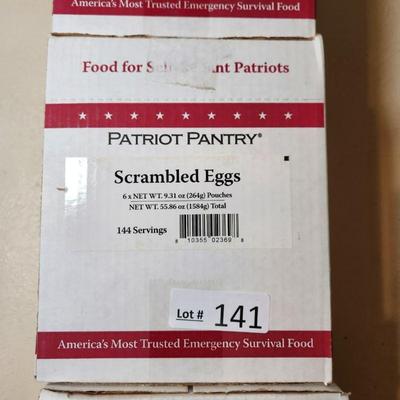 America's Most Trusted Emergency Survival Food
Food for Patriots
PATRIOT PANTRY®
Scrambled Eggs
6 x NET WT. 9.31 oz (264g) Pouches
NET WT. 55.86 oz (1584g) Total
144 Servings
8 10355 02369 8
Lot # 141
America's Most Trusted Emergency Survival Food